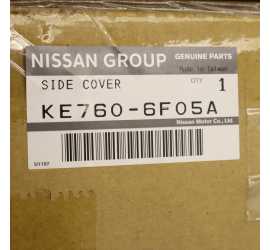 NISSAN GROUP GENUINE PARTS
Made in Taiwan
SIDE COVER QTY 1
KE760-6F05A
Nissan Motor Co., Ltd.